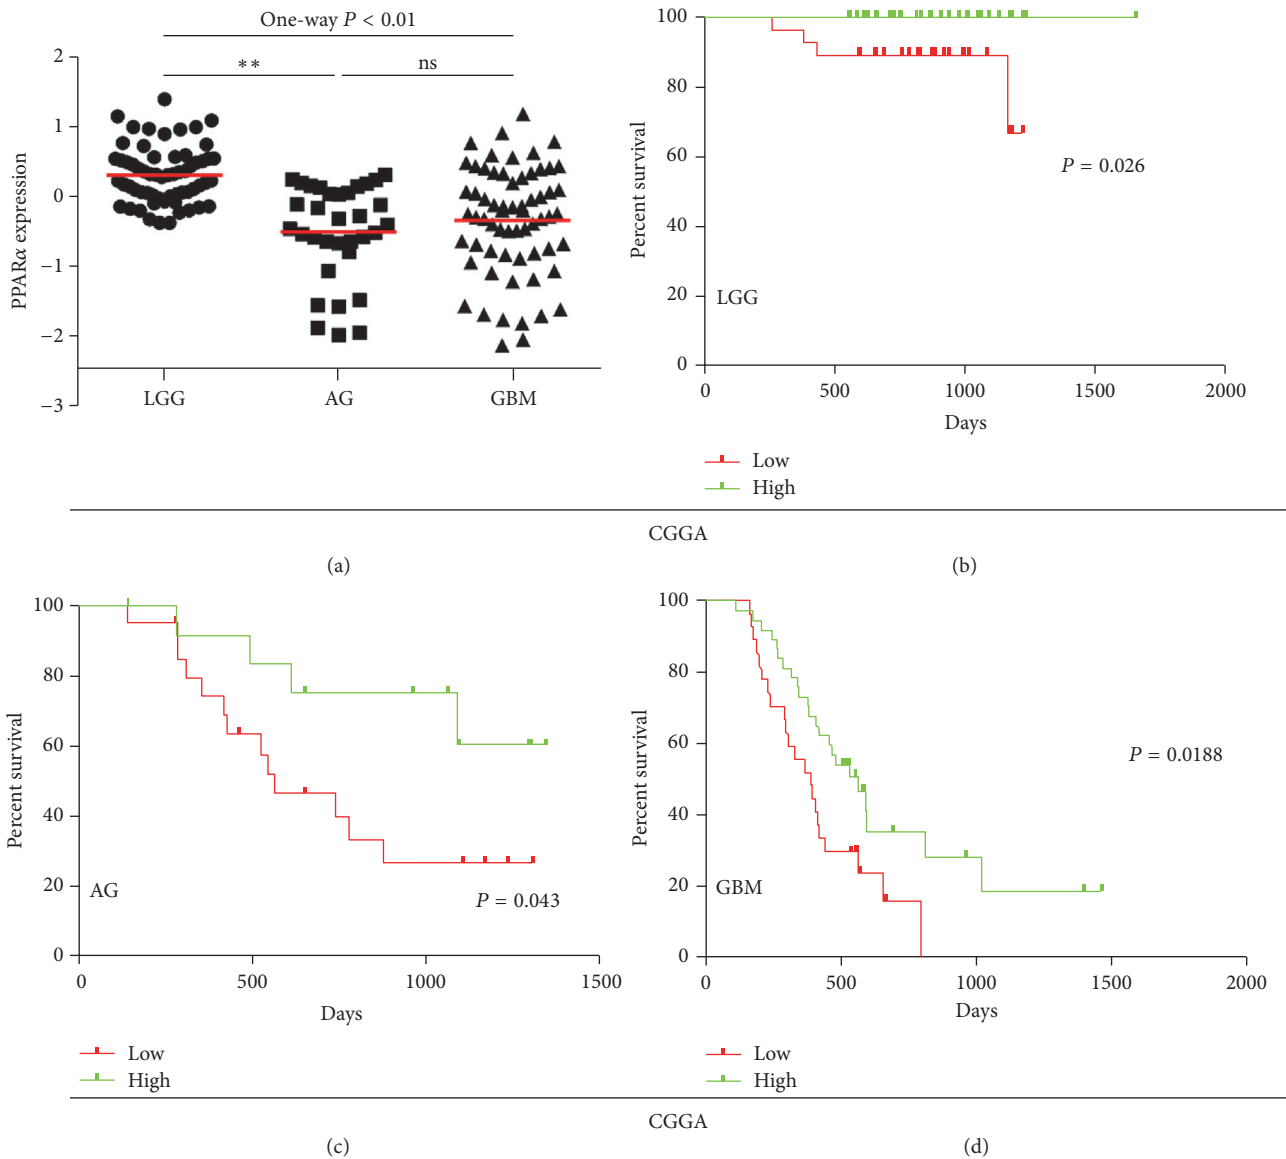 One-way P < 0.01
**
ns
2
1
0
−1
−2
−3
PPARα expression
LGG
AG
GBM
100
80
60
40
20
0
Percent survival
P = 0.026
LGG
0
500
1000
1500
2000
Days
Low
High
CGGA
(a)
(b)
100
80
60
40
20
0
Percent survival
AG
P = 0.043
0
500
1000
1500
Days
Low
High
100
80
60
40
20
0
Percent survival
P = 0.0188
GBM
0
500
1000
1500
2000
Days
Low
High
CGGA
(c)
(d)